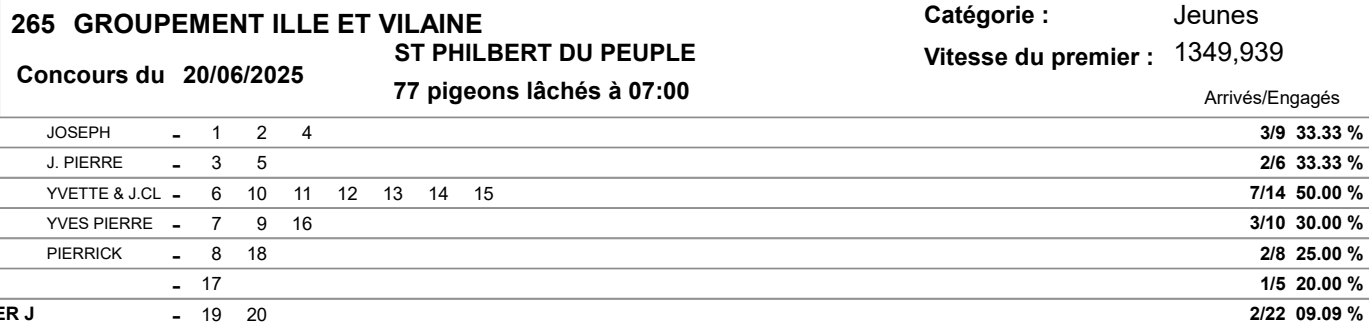 265 GROUPEMENT ILLE ET VILAINE
Catégorie : Jeunes
ST PHILBERT DU PEUPLE
Vitesse du premier : 1349,939
Concours du 20/06/2025
77 pigeons lâchés à 07:00
Arrivés/Engagés
JOSEPH - 1 2 4 3/9 33.33 %
J. PIERRE - 3 5 2/6 33.33 %
YVETTE & J.CL - 6 10 11 12 13 14 15 7/14 50.00 %
YVES PIERRE - 7 9 16 3/10 30.00 %
PIERRICK - 8 18 2/8 25.00 %
- 17 1/5 20.00 %
ER J - 19 20 2/22 09.09 %